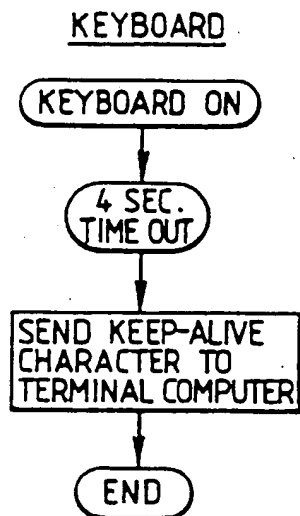 KEYBOARD
KEYBOARD ON
4 SEC.
TIME OUT
SEND KEEP-ALIVE
CHARACTER TO
TERMINAL COMPUTER
END